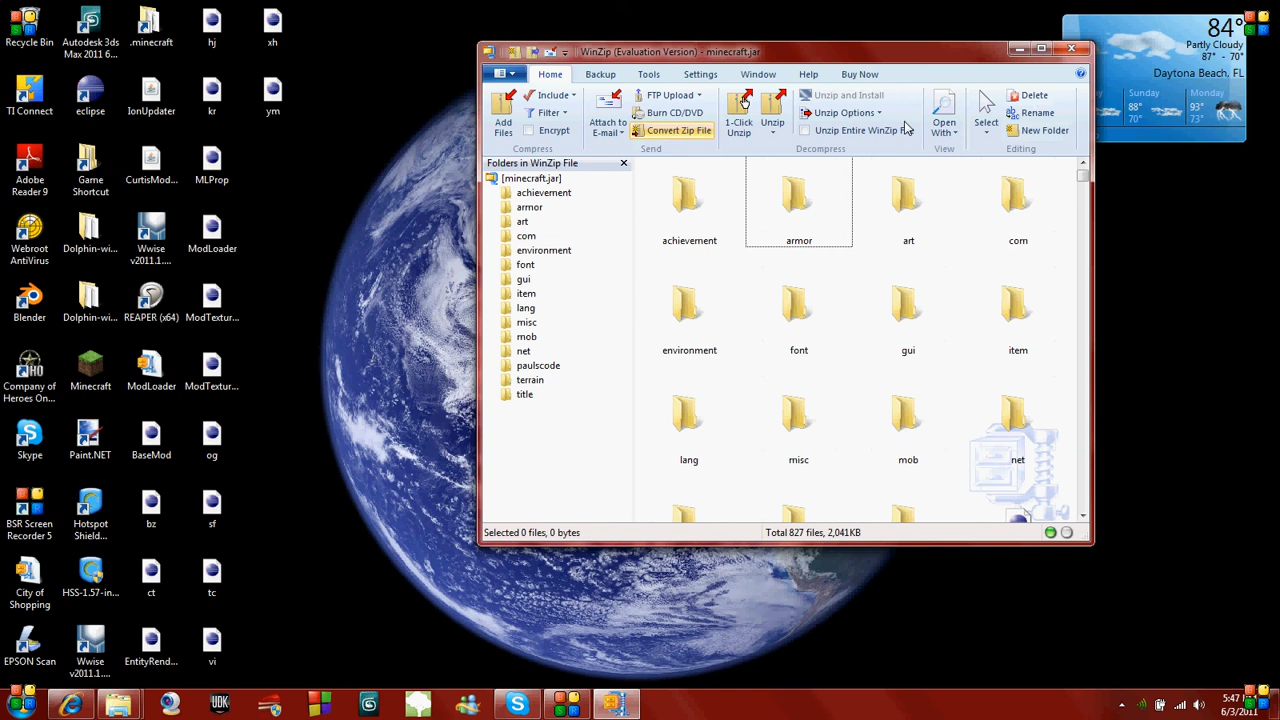 Recycle Bin
Autodesk 3ds
Max 2011 6...
.minecraft
hj
xh
TI Connect
eclipse
IonUpdater
kr
ym
Adobe
Reader 9
Game
Shortcut
CurtisMod...
MLProp
Webroot
AntiVirus
Dolphin-wi...
Wwise
v2011.1....
ModLoader
Blender
Dolphin-wi...
REAPER (x64)
ModTextur...
Company of
Heroes On...
Minecraft
ModLoader
ModTextur...
Skype
Paint.NET
BaseMod
og
BSR Screen
Recorder 5
Hotspot
Shield...
bz
sf
City of
Shopping
HSS-1.57-in...
ct
tc
EPSON Scan
Wwise
v2011.1....
EntityRend...
vi
WinZip (Evaluation Version) - minecraft.jar
Home
Backup
Tools
Settings
Window
Help
Buy Now
Add
Files
Include
Filter
Encrypt
Compress
Attach to
E-mail
FTP Upload
Burn CD/DVD
Convert Zip File
Send
1-Click
Unzip
Unzip
Unzip and Install
Unzip Options
Unzip Entire WinZip F
Decompress
Open
With
View
Select
Delete
Rename
New Folder
Editing
Folders in WinZip File
[minecraft.jar]
achievement
armor
art
com
environment
font
gui
item
lang
misc
mob
net
paulscode
terrain
title
achievement
armor
art
com
environment
font
gui
item
lang
misc
mob
net
Selected 0 files, 0 bytes
Total 827 files, 2,041KB
84°
Partly Cloudy
87° - 70°
Daytona Beach, FL
Sunday
Monday
88°
70°
93°
73°
UDK
5:47
6/3/2011